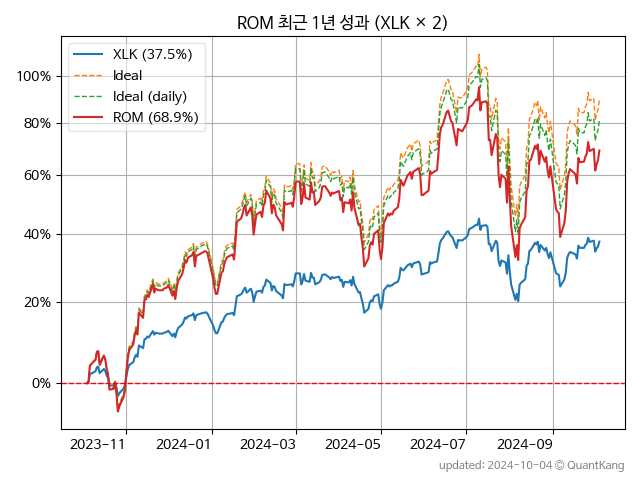 ROM 최근 1년 성과 (XLK × 2)
XLK (37.5%)
Ideal
Ideal (daily)
ROM (68.9%)
100%
80%
60%
40%
20%
0%
2023-11 2024-01 2024-03 2024-05 2024-07 2024-09
updated: 2024-10-04 © QuantKang